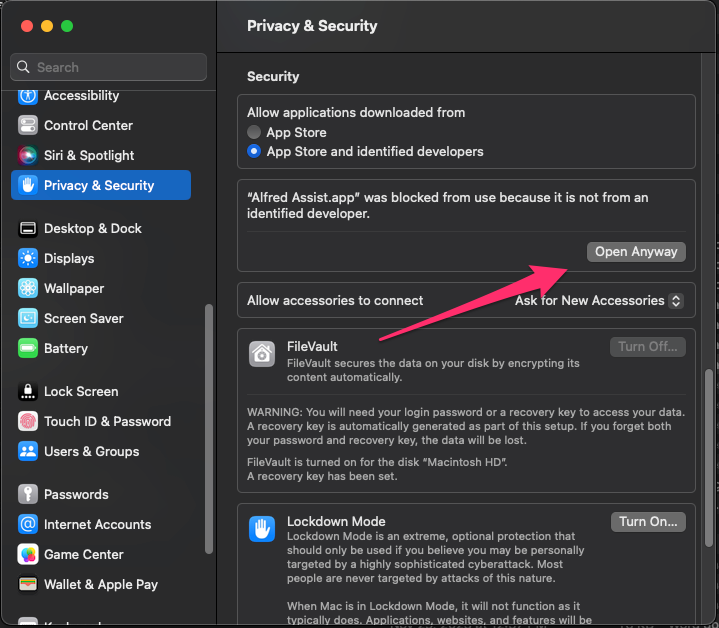 Privacy & Security
Search
Accessibility
Control Center
Siri & Spotlight
Privacy & Security
Desktop & Dock
Displays
Wallpaper
Screen Saver
Battery
Lock Screen
Touch ID & Password
Users & Groups
Passwords
Internet Accounts
Game Center
Wallet & Apple Pay
Security
Allow applications downloaded from
App Store
App Store and identified developers
“Alfred Assist.app” was blocked from use because it is not from an
identified developer.
Open Anyway
Allow accessories to connect
Ask for New Accessories
FileVault
Turn Off...
FileVault secures the data on your disk by encrypting its
content automatically.
WARNING: You will need your login password or a recovery key to access your data.
A recovery key is automatically generated as part of this setup. If you forget both
your password and recovery key, the data will be lost.
FileVault is turned on for the disk “Macintosh HD”.
A recovery key has been set.
Lockdown Mode
Turn On...
Lockdown Mode is an extreme, optional protection that
should only be used if you believe you may be personally
targeted by a highly sophisticated cyberattack. Most
people are never targeted by attacks of this nature.
When Mac is in Lockdown Mode, it will not function as it
typically does. Applications, websites, and features will be